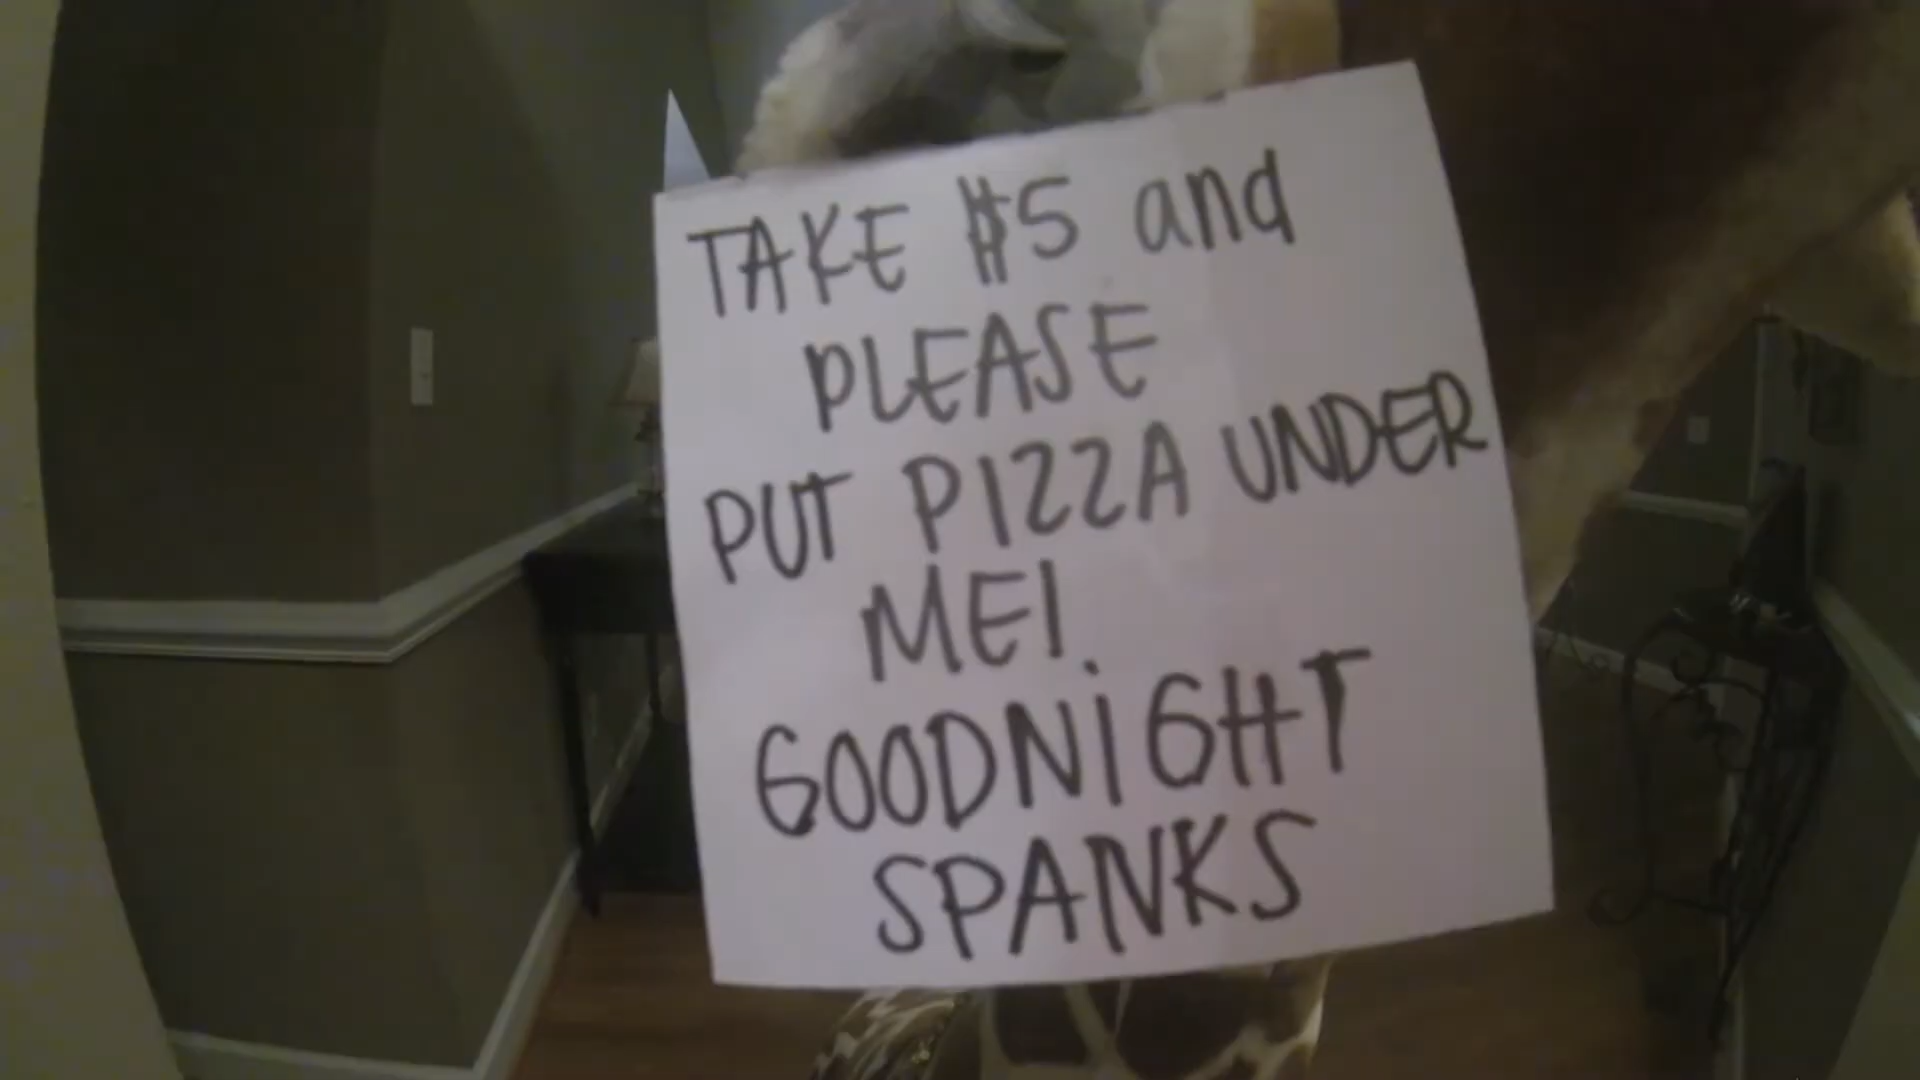 TAKE $5 and
PLEASE
PUT PIZZA UNDER
ME!
GOODNiGHT
SPANKS